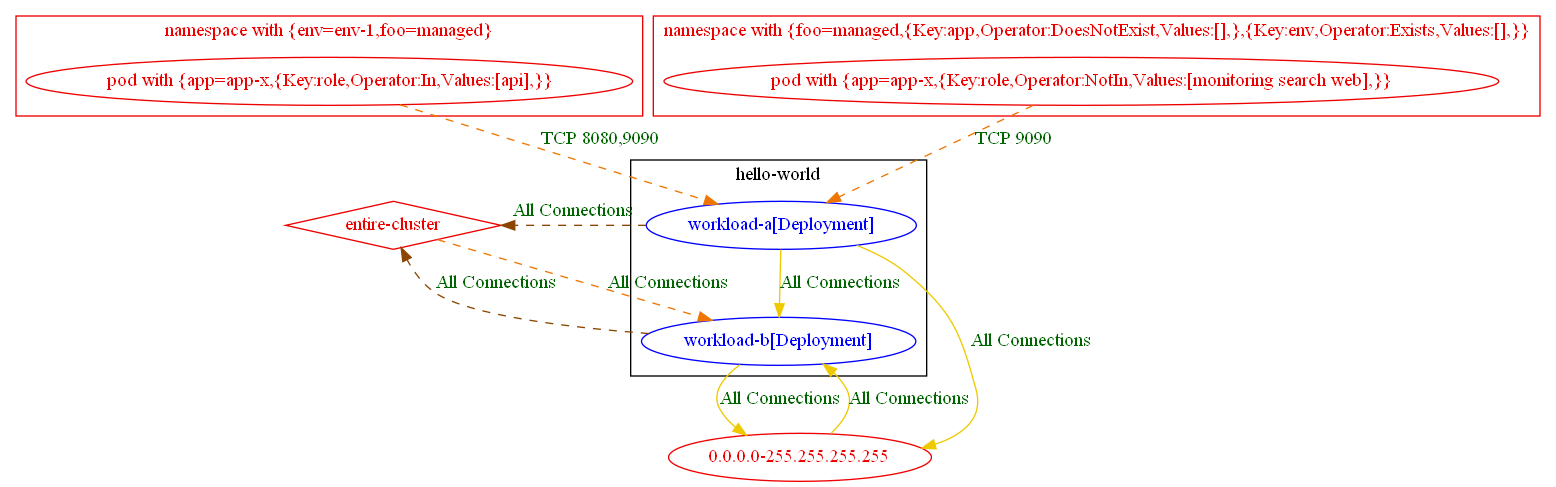 namespace with {env=env-1,foo=managed}
pod with {app=app-x,{Key:role,Operator:In,Values:[api],}}
namespace with {foo=managed,{Key:app,Operator:DoesNotExist,Values:[],},{Key:env,Operator:Exists,Values:[],}}
pod with {app=app-x,{Key:role,Operator:NotIn,Values:[monitoring search web],}}
TCP 8080,9090
TCP 9090
hello-world
All Connections
entire-cluster
workload-a[Deployment]
All Connections
All Connections
All Connections
workload-b[Deployment]
All Connections
All Connections
All Connections
0.0.0.0-255.255.255.255